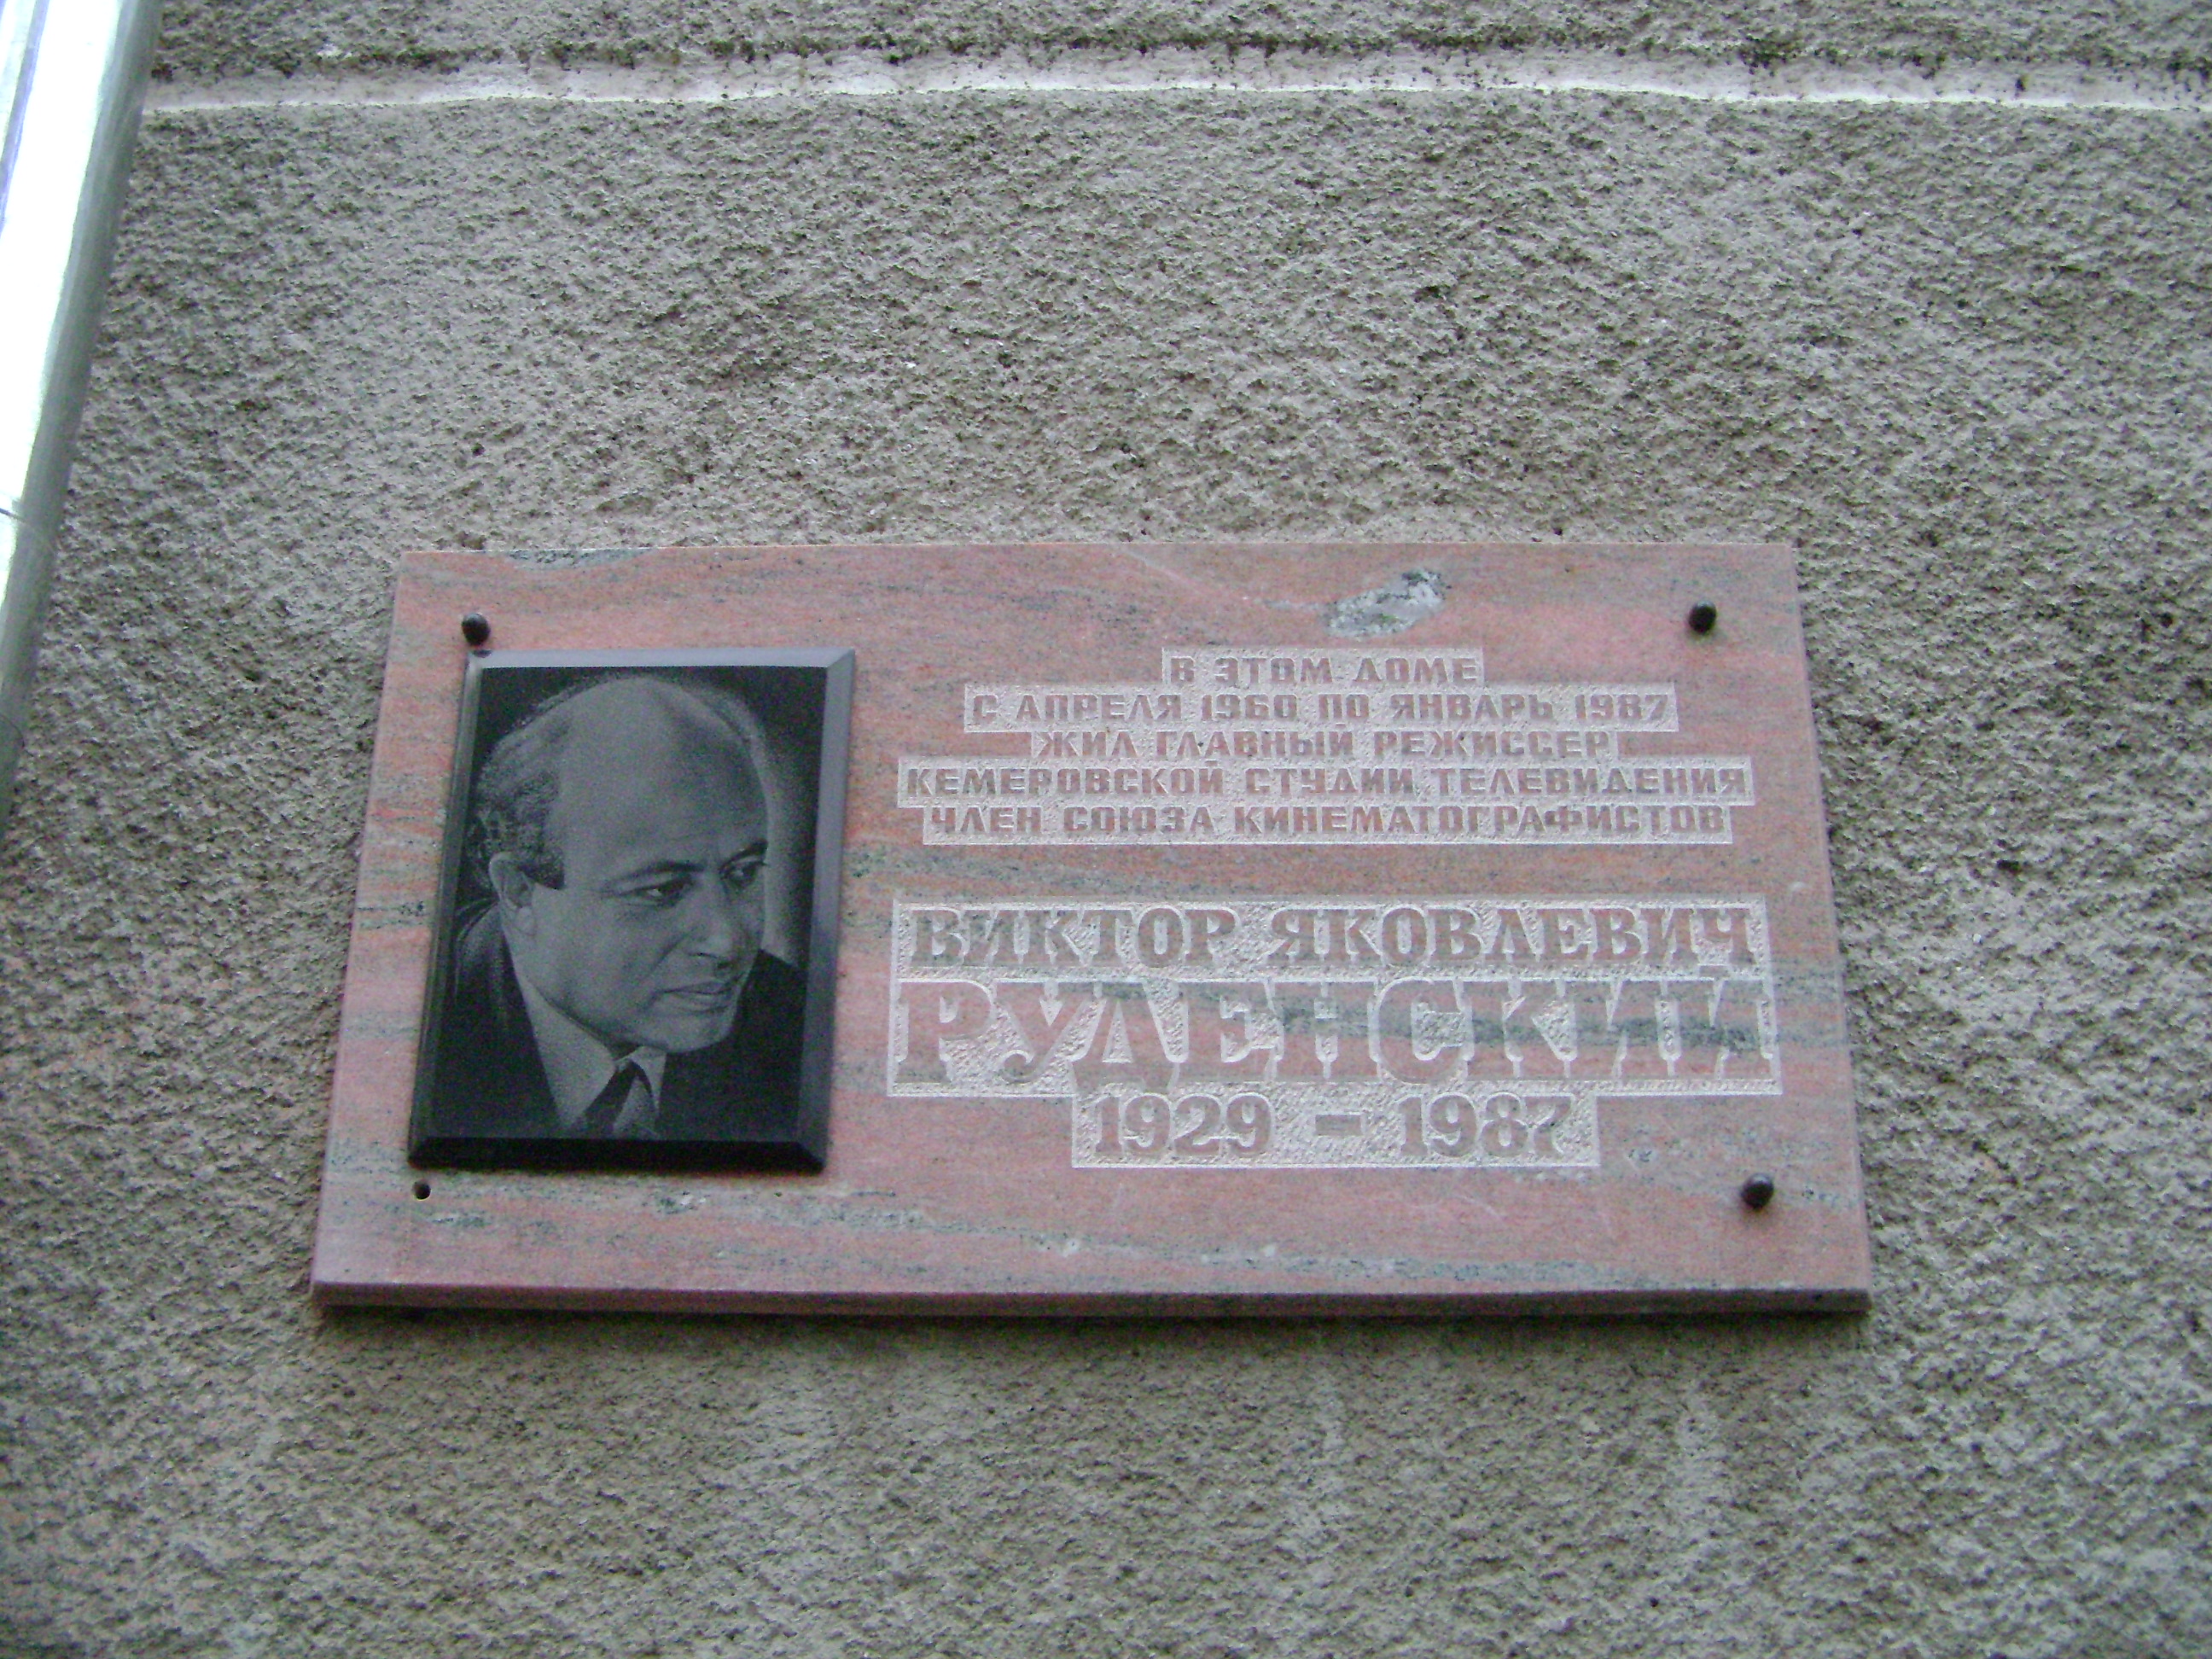 В ЭТОМ ДОМЕ
С АПРЕЛЯ 1960 ПО ЯНВАРЬ 1987
ЖИЛ ГЛАВНЫЙ РЕЖИССЕР
КЕМЕРОВСКОЙ СТУДИИ ТЕЛЕВИДЕНИЯ
ЧЛЕН СОЮЗА КИНЕМАТОГРАФИСТОВ
ВИКТОР ЯКОВЛЕВИЧ
РУДЕНСКИЙ
1929 – 1987